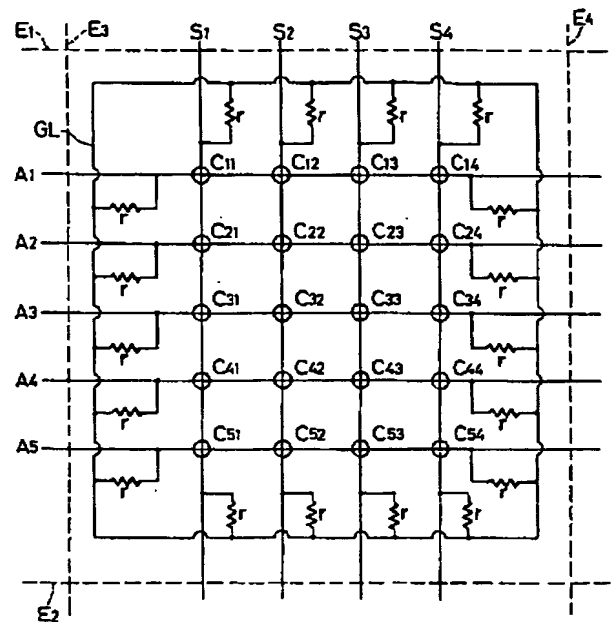 E1 E3 S1 S2 S3 S4 E4
r r r r
GL
A1 C11 C12 C13 C14
r r
A2 C21 C22 C23 C24
r r
A3 C31 C32 C33 C34
r r
A4 C41 C42 C43 C44
r r
A5 C51 C52 C53 C54
r r
r r r r
E2